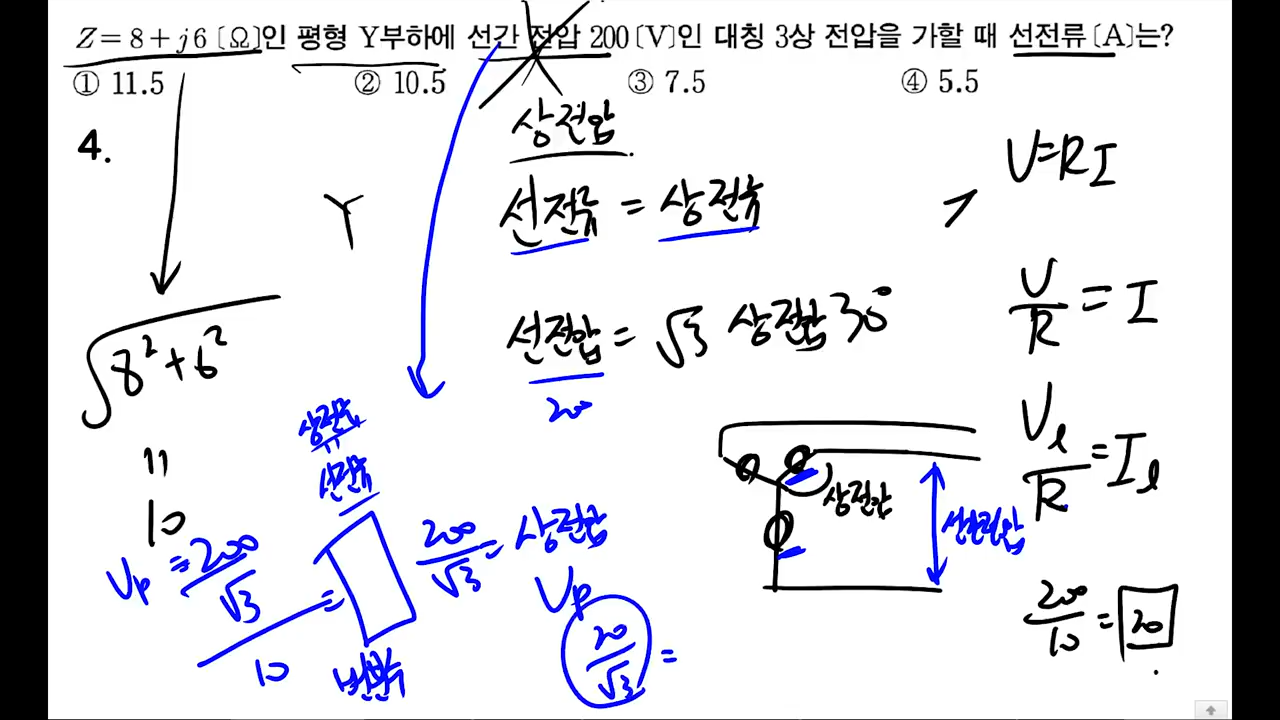 Z=8+j6〔Ω〕인 평형 Y부하에 선간 전압 200〔V〕인 대칭 3상 전압을 가할 때 선전류〔A〕는?
① 11.5 ② 10.5 ③ 7.5 ④ 5.5
4.
상전압
V=RI
Y
선전류 = 상전류
V/R = I
√8²+6²
선전압 = √3 상전압 30°
200
Vl/R = Il
상전류
"
선전류
"
10
상전압
선간전압
Vp = 200/√3
10
=
200/√3 = 상전압
Vp
20/√3 =
200/10 = 20